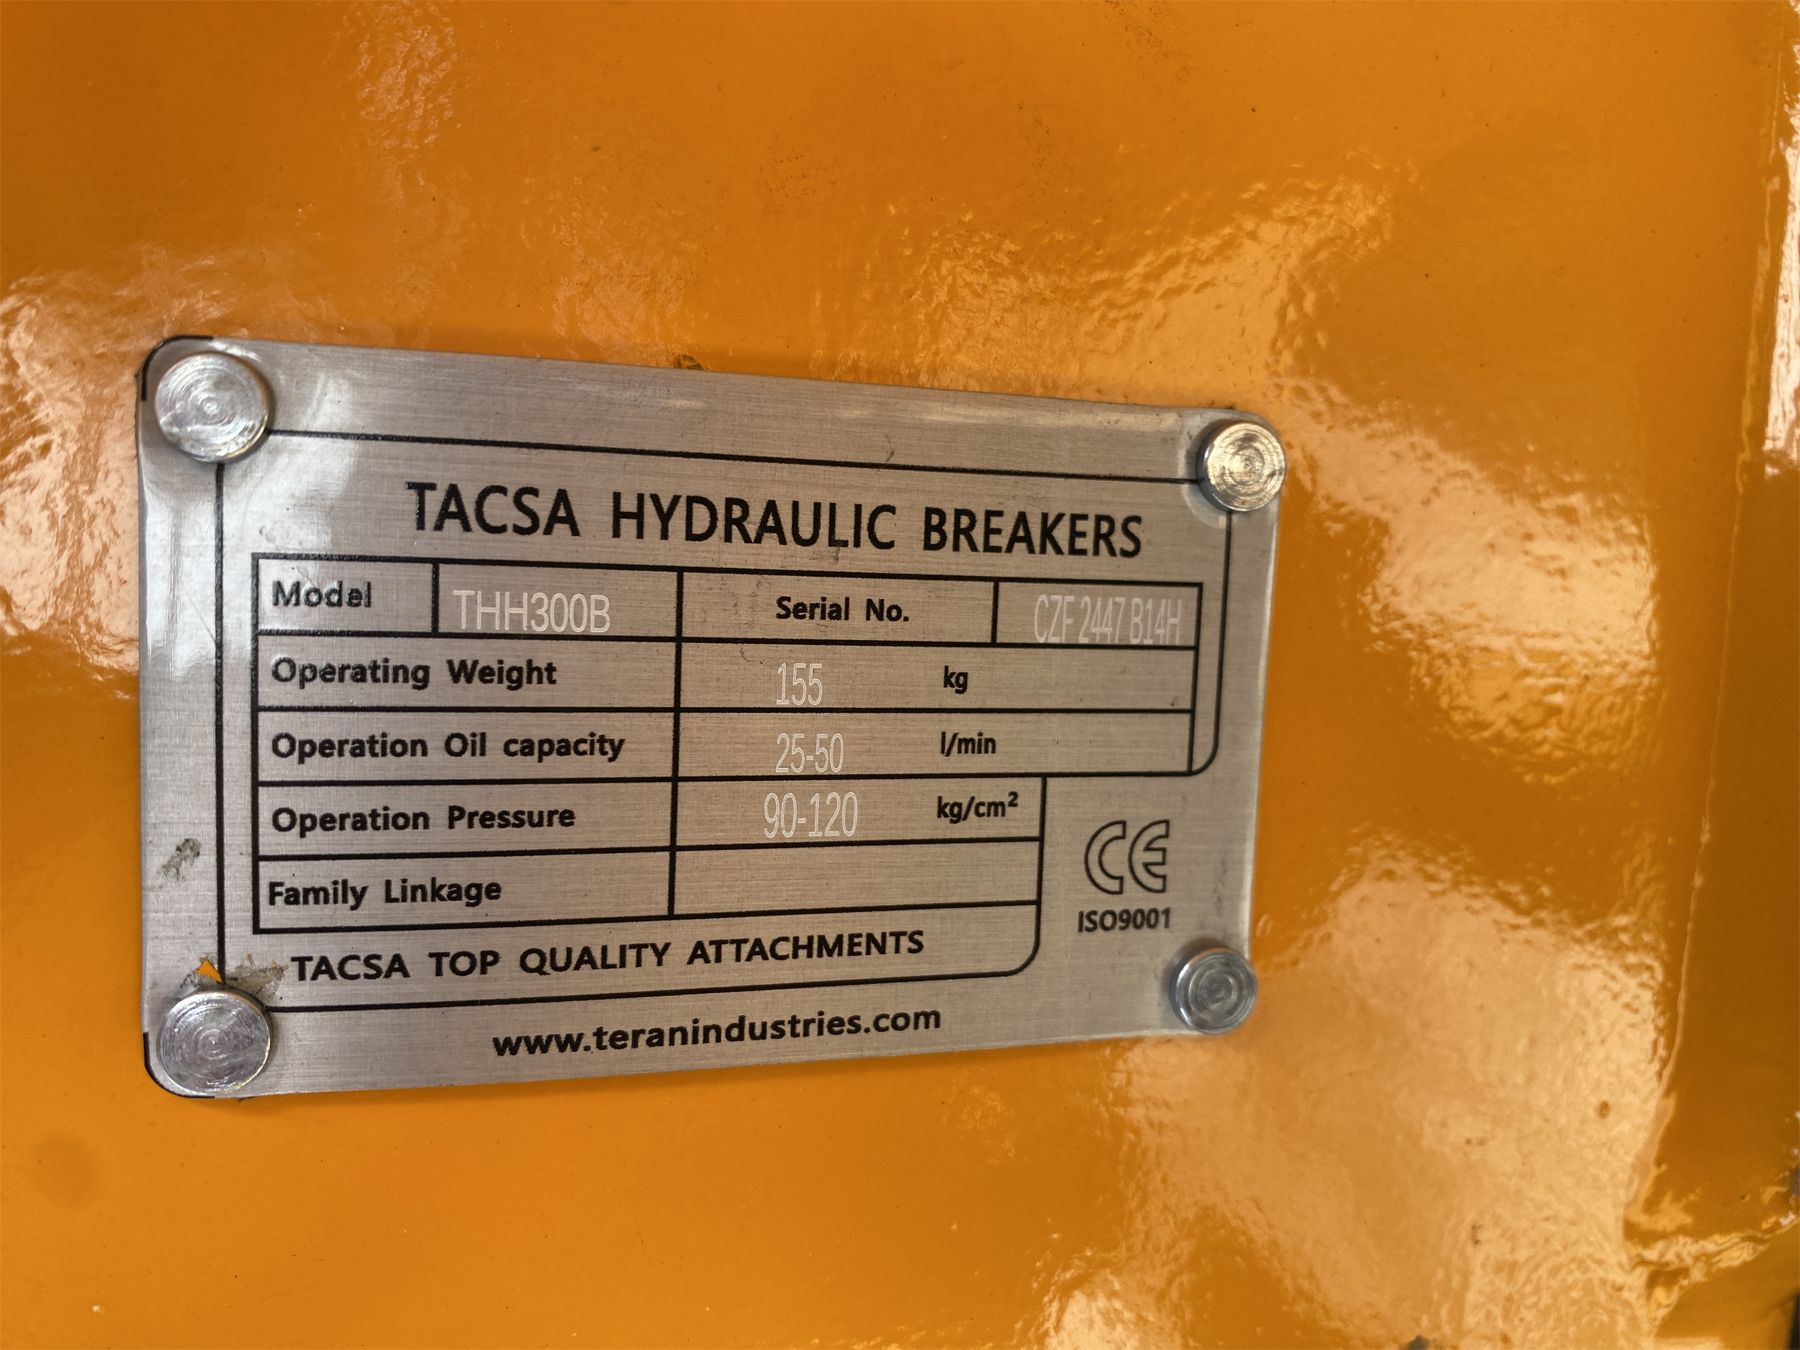 TACSA HYDRAULIC BREAKERS
Model THH300B Serial No. CZF 2447 B14H
Operating Weight 155 kg
Operation Oil capacity 25-50 l/min
Operation Pressure 90-120 kg/cm²
Family Linkage
CE
ISO9001
TACSA TOP QUALITY ATTACHMENTS
www.teranindustries.com